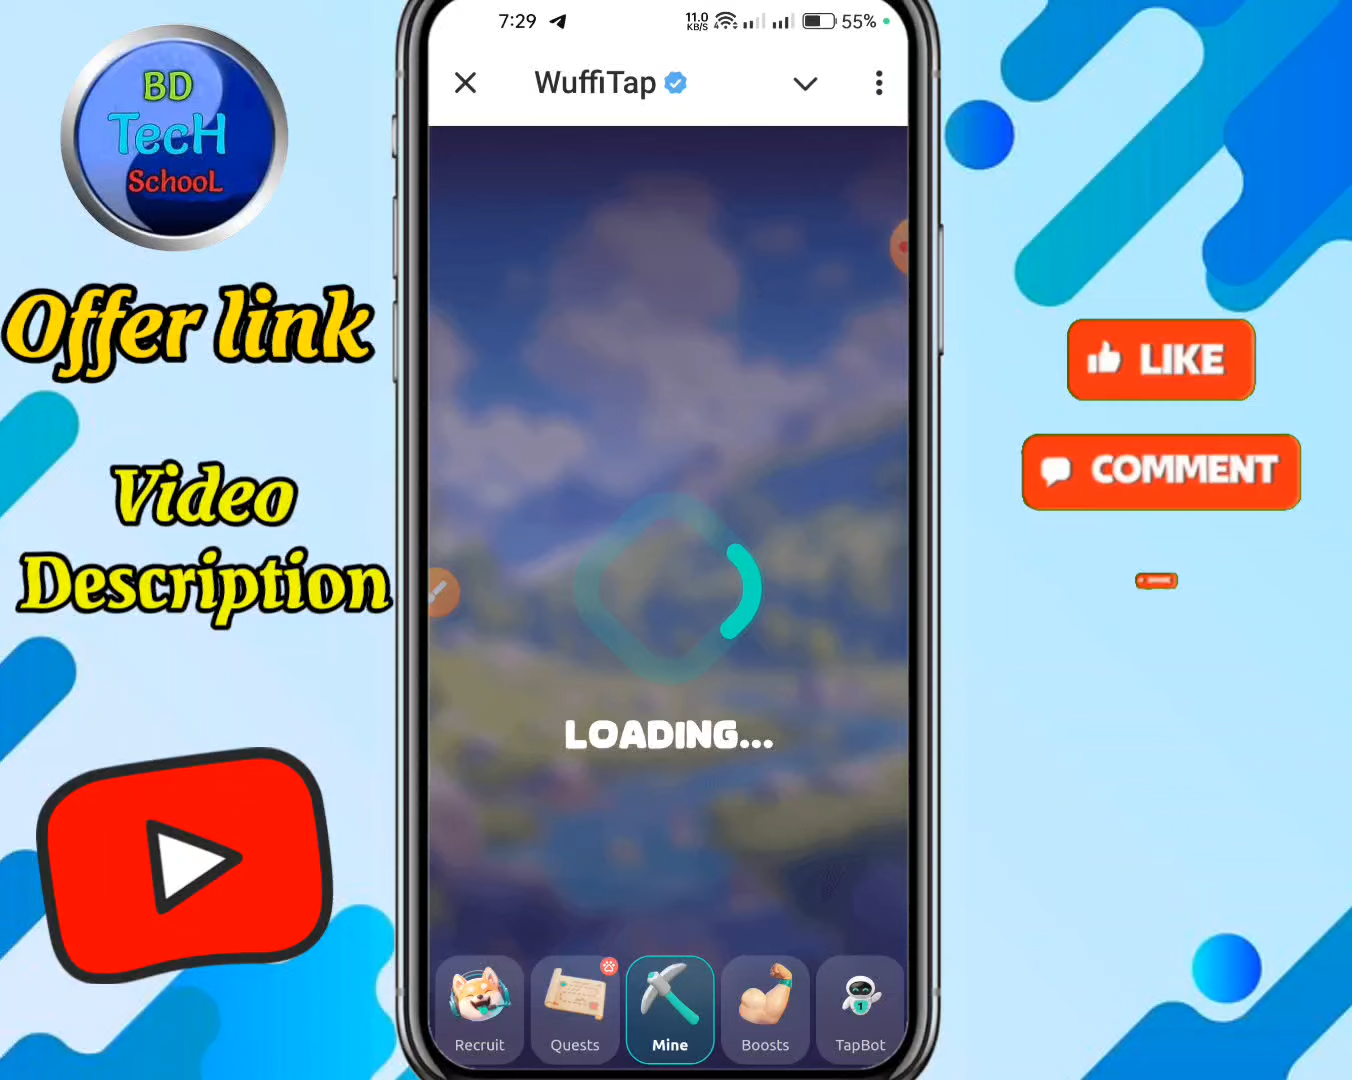 BD
TecH
SchooL
Offer link
Video
Description
7:29
11.0
KB/S
55%
WuffiTap
LOADING...
Recruit
Quests
Mine
Boosts
1
TapBot
LIKE
COMMENT